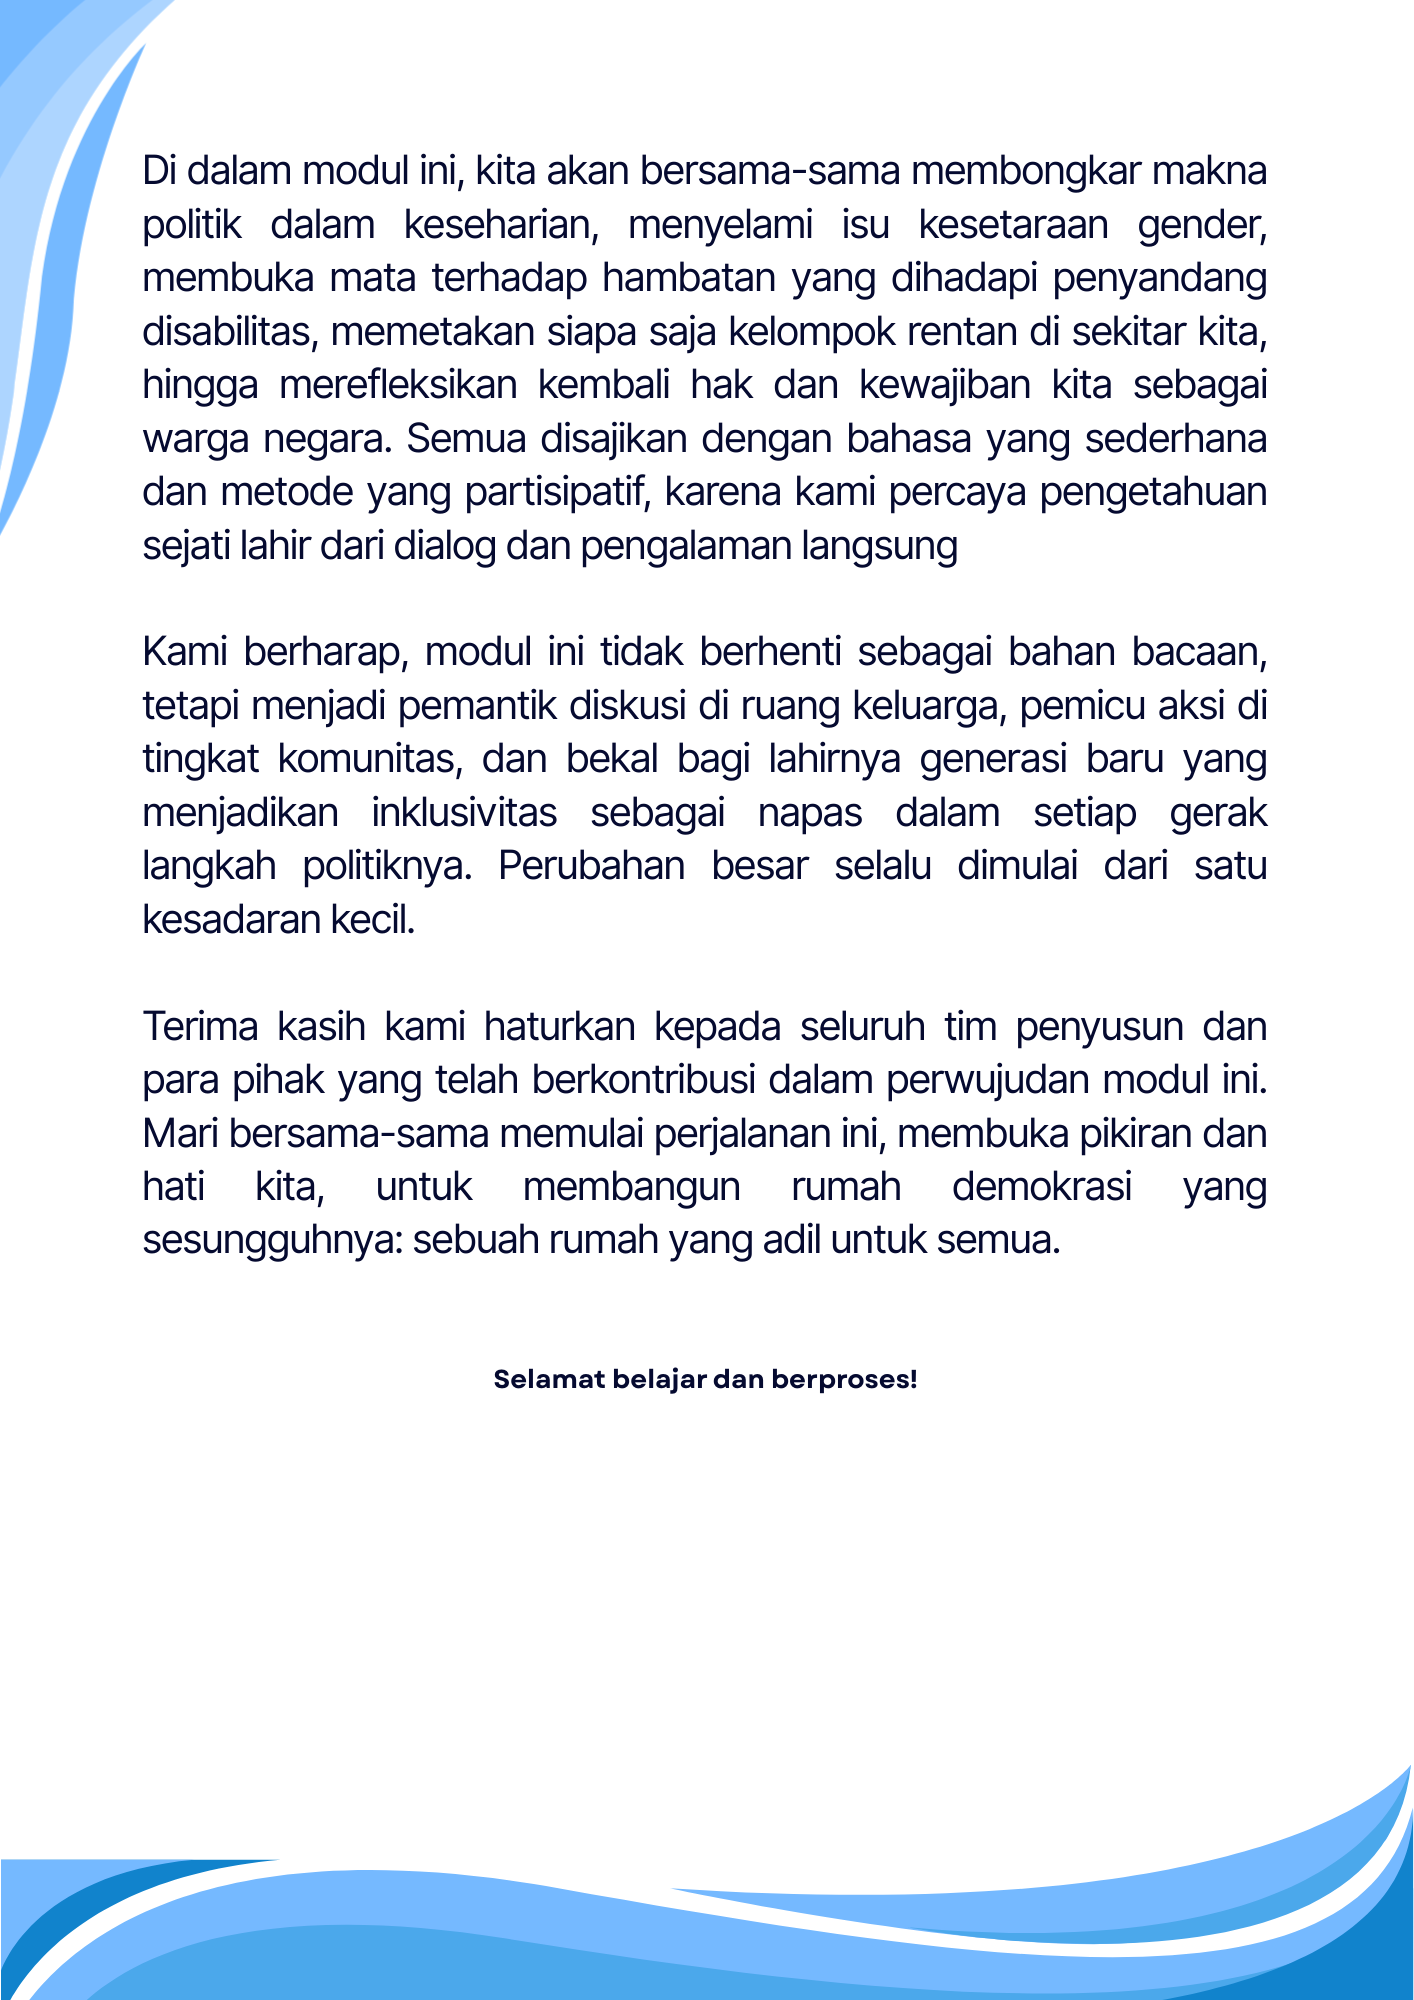 Di dalam modul ini, kita akan bersama-sama membongkar makna
politik dalam keseharian, menyelami isu kesetaraan gender,
membuka mata terhadap hambatan yang dihadapi penyandang
disabilitas, memetakan siapa saja kelompok rentan di sekitar kita,
hingga merefleksikan kembali hak dan kewajiban kita sebagai
warga negara. Semua disajikan dengan bahasa yang sederhana
dan metode yang partisipatif, karena kami percaya pengetahuan
sejati lahir dari dialog dan pengalaman langsung
Kami berharap, modul ini tidak berhenti sebagai bahan bacaan,
tetapi menjadi pemantik diskusi di ruang keluarga, pemicu aksi di
tingkat komunitas, dan bekal bagi lahirnya generasi baru yang
menjadikan inklusivitas sebagai napas dalam setiap gerak
langkah politiknya. Perubahan besar selalu dimulai dari satu
kesadaran kecil.
Terima kasih kami haturkan kepada seluruh tim penyusun dan
para pihak yang telah berkontribusi dalam perwujudan modul ini.
Mari bersama-sama memulai perjalanan ini, membuka pikiran dan
hati kita, untuk membangun rumah demokrasi yang
sesungguhnya: sebuah rumah yang adil untuk semua.
Selamat belajar dan berproses!